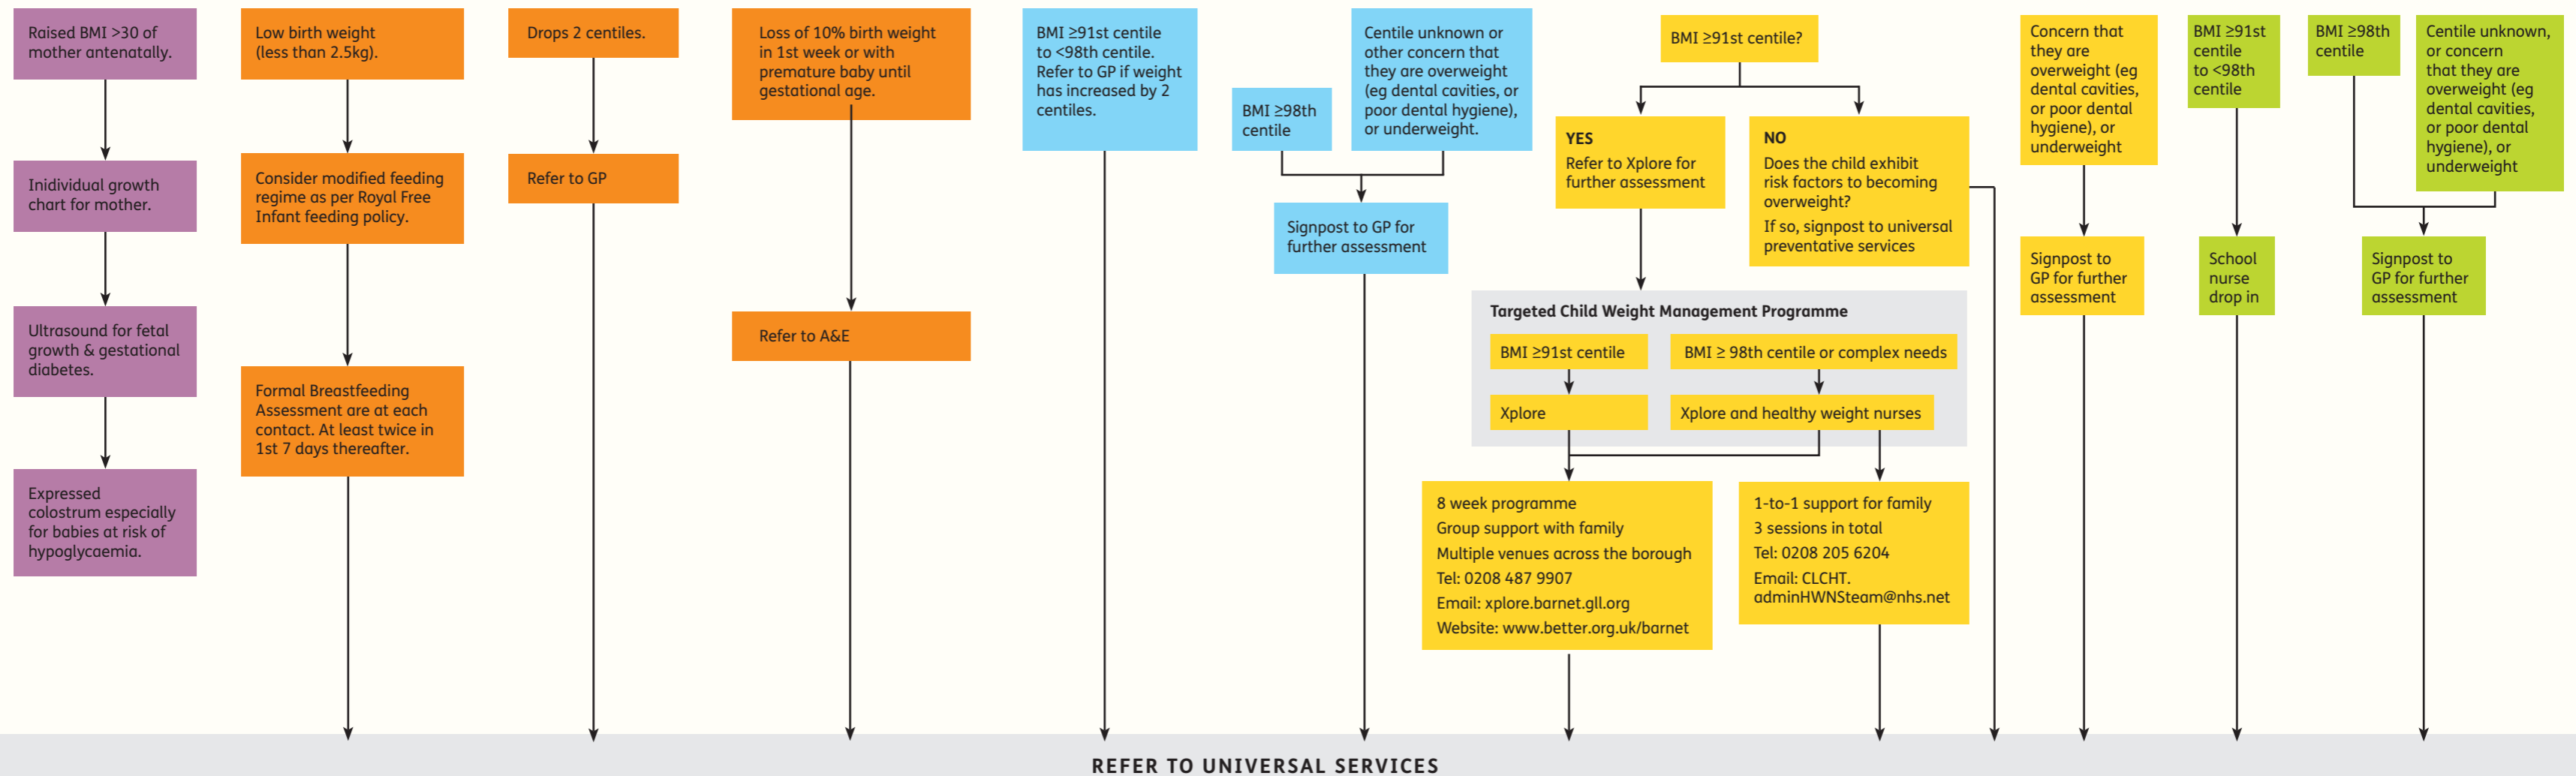 Raised BMI >30 of
mother antenatally.
Inidividual growth
chart for mother.
Ultrasound for fetal
growth & gestational
diabetes.
Expressed
colostrum especially
for babies at risk of
hypoglycaemia.
Low birth weight
(less than 2.5kg).
Consider modified feeding
regime as per Royal Free
Infant feeding policy.
Formal Breastfeeding
Assessment are at each
contact. At least twice in
1st 7 days thereafter.
Drops 2 centiles.
Refer to GP
Loss of 10% birth weight
in 1st week or with
premature baby until
gestational age.
Refer to A&E
BMI ≥91st centile
to <98th centile.
Refer to GP if weight
has increased by 2
centiles.
BMI ≥98th
centile
Centile unknown or
other concern that
they are overweight
(eg dental cavities, or
poor dental hygiene),
or underweight.
Signpost to GP for
further assessment
BMI ≥91st centile?
YES
Refer to Xplore for
further assessment
NO
Does the child exhibit
risk factors to becoming
overweight?
If so, signpost to universal
preventative services
Targeted Child Weight Management Programme
BMI ≥91st centile
BMI ≥ 98th centile or complex needs
Xplore
Xplore and healthy weight nurses
8 week programme
Group support with family
Multiple venues across the borough
Tel: 0208 487 9907
Email: xplore.barnet.gll.org
Website: www.better.org.uk/barnet
1-to-1 support for family
3 sessions in total
Tel: 0208 205 6204
Email: CLCHT.
adminHWNSteam@nhs.net
Concern that
they are
overweight (eg
dental cavities,
or poor dental
hygiene), or
underweight
Signpost to
GP for further
assessment
BMI ≥91st
centile
to <98th
centile
School
nurse
drop in
BMI ≥98th
centile
Centile unknown,
or concern
that they are
overweight (eg
dental cavities,
or poor dental
hygiene), or
underweight
Signpost to
GP for further
assessment
REFER TO UNIVERSAL SERVICES